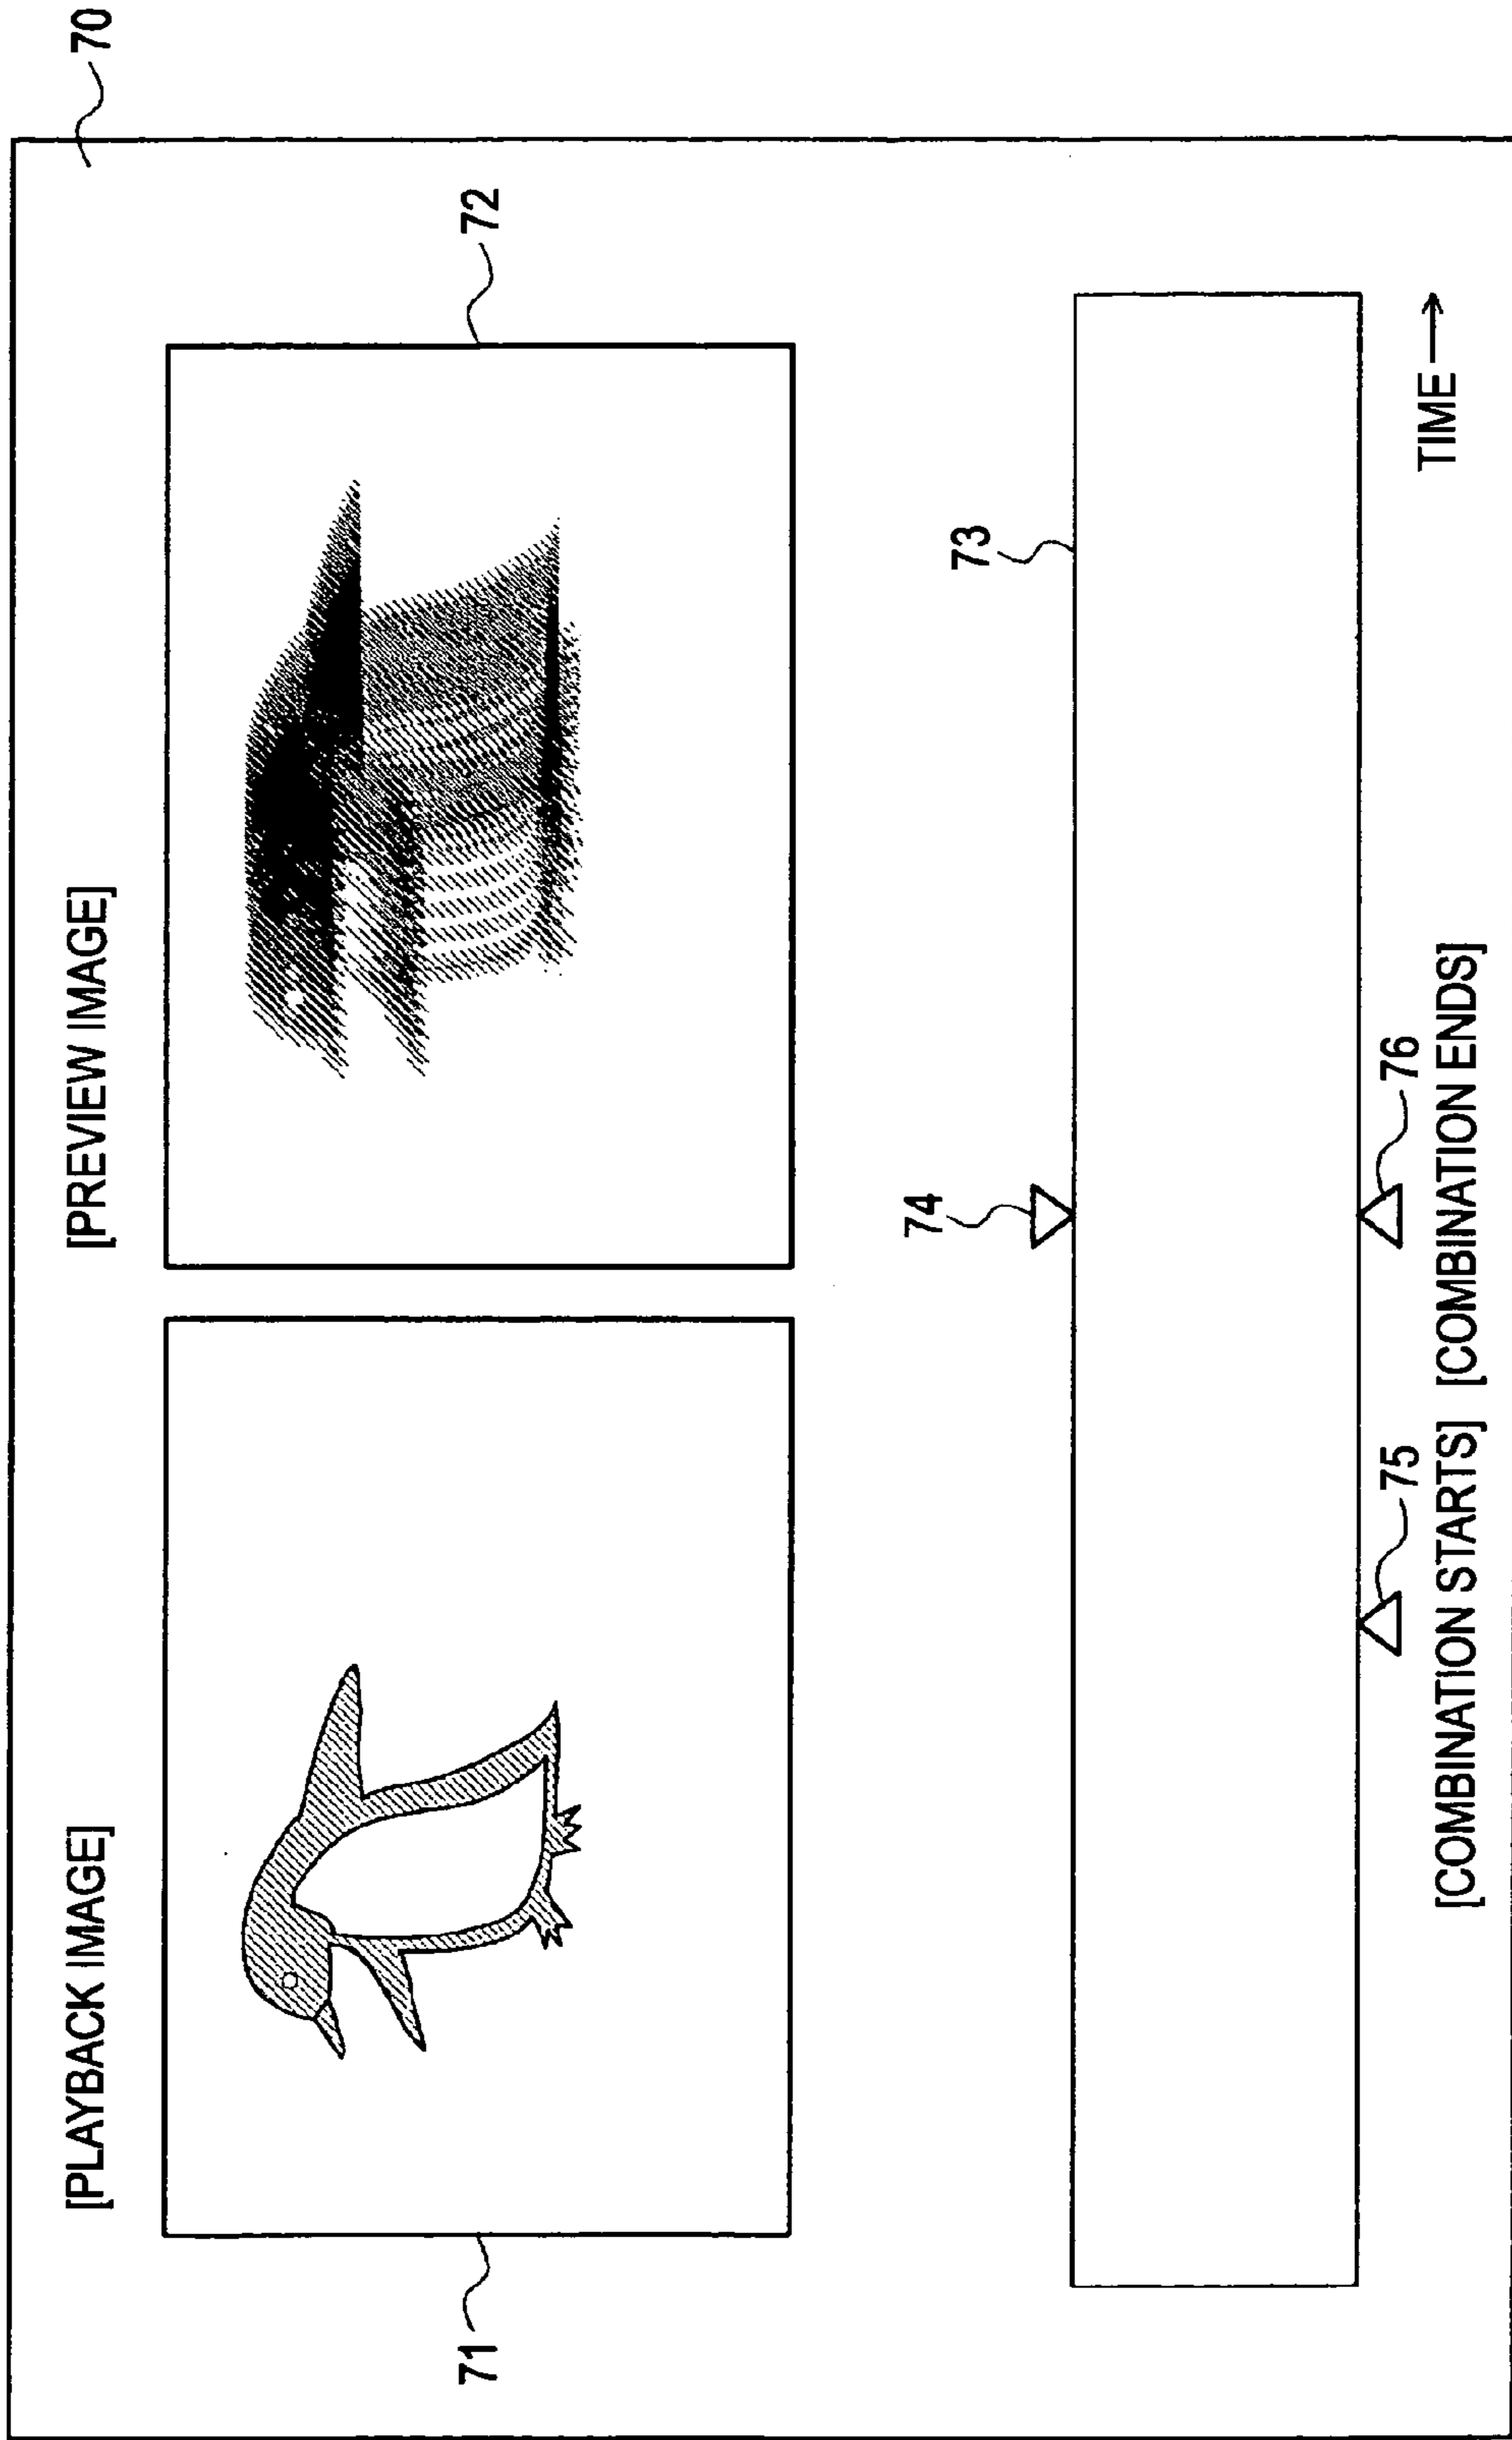 70
[PLAYBACK IMAGE]
[PREVIEW IMAGE]
71
72
73
74
TIME
75
76
[COMBINATION STARTS] [COMBINATION ENDS]